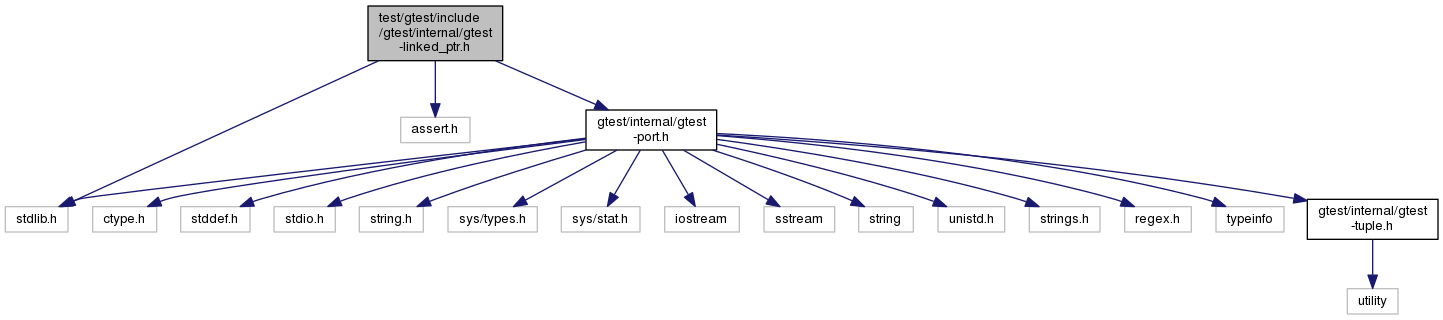 test/gtest/include
/gtest/internal/gtest
-linked_ptr.h
assert.h
gtest/internal/gtest
-port.h
stdlib.h
ctype.h
stddef.h
stdio.h
string.h
sys/types.h
sys/stat.h
iostream
sstream
string
unistd.h
strings.h
regex.h
typeinfo
gtest/internal/gtest
-tuple.h
utility